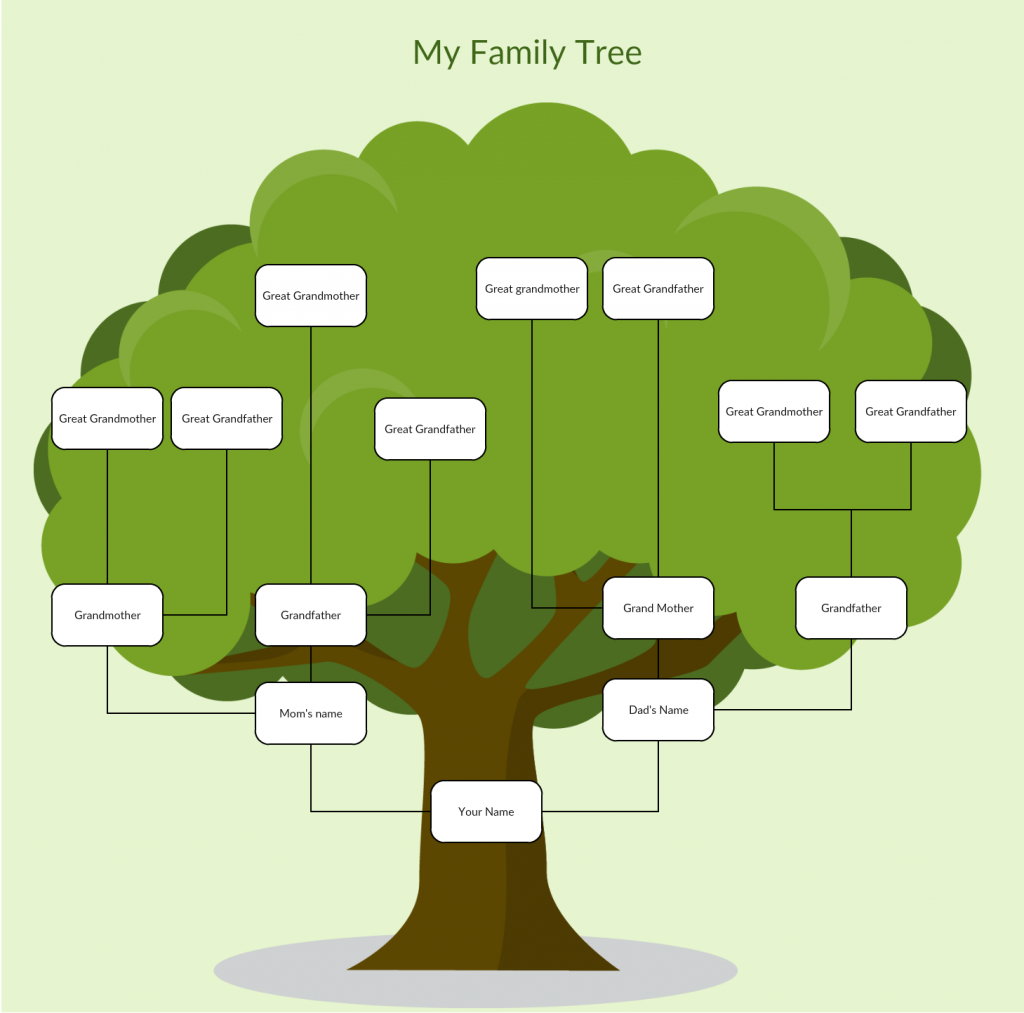 My Family Tree
Great Grandmother
Great grandmother
Great Grandfather
Great Grandmother
Great Grandfather
Great Grandfather
Great Grandmother
Great Grandfather
Grandmother
Grandfather
Grand Mother
Grandfather
Mom's name
Dad's Name
Your Name